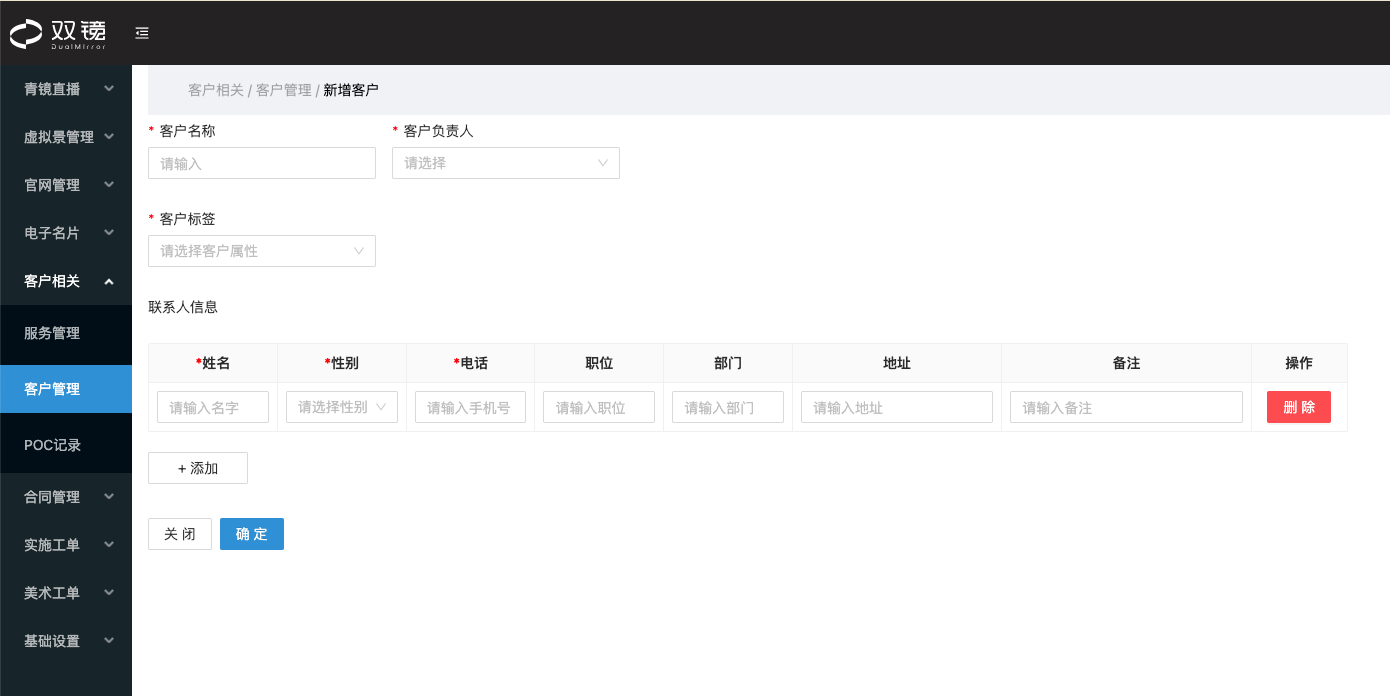 双镜
DualMirror
青镜直播
虚拟景管理
官网管理
电子名片
客户相关
服务管理
客户管理
POC记录
合同管理
实施工单
美术工单
基础设置
客户相关 / 客户管理 / 新增客户
* 客户名称 * 客户负责人
请输入 请选择
* 客户标签
请选择客户属性
联系人信息
*姓名 *性别 *电话 职位 部门 地址 备注 操作
请输入名字 请选择性别 请输入手机号 请输入职位 请输入部门 请输入地址 请输入备注 删 除
+ 添加
关 闭 确 定